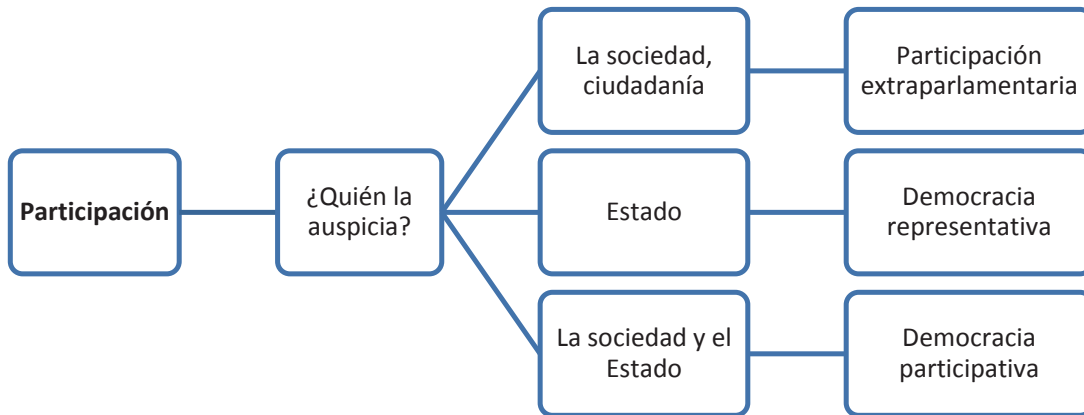 Participación
¿Quién la
auspicia?
La sociedad,
ciudadanía
Participación
extraparlamentaria
Estado
Democracia
representativa
La sociedad y el
Estado
Democracia
participativa